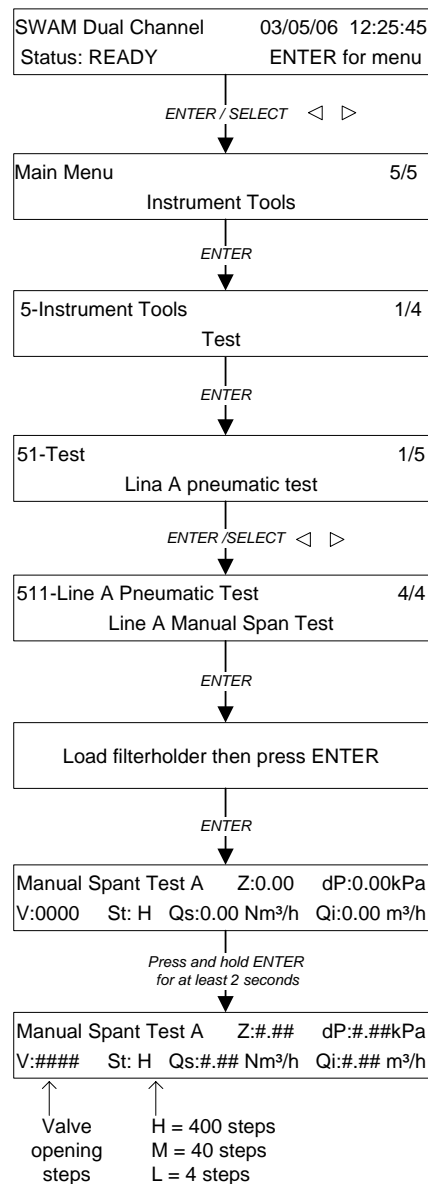 SWAM Dual Channel 03/05/06 12:25:45
Status: READY ENTER for menu
ENTER / SELECT ◁ ▷
Main Menu 5/5
Instrument Tools
ENTER
5-Instrument Tools 1/4
Test
ENTER
51-Test 1/5
Lina A pneumatic test
ENTER /SELECT ◁ ▷
511-Line A Pneumatic Test 4/4
Line A Manual Span Test
ENTER
Load filterholder then press ENTER
ENTER
Manual Spant Test A Z:0.00 dP:0.00kPa
V:0000 St: H Qs:0.00 Nm³/h Qi:0.00 m³/h
Press and hold ENTER
for at least 2 seconds
Manual Spant Test A Z:#.## dP:#.##kPa
V:#### St: H Qs:#.## Nm³/h Qi:#.## m³/h
Valve
opening
steps
H = 400 steps
M = 40 steps
L = 4 steps